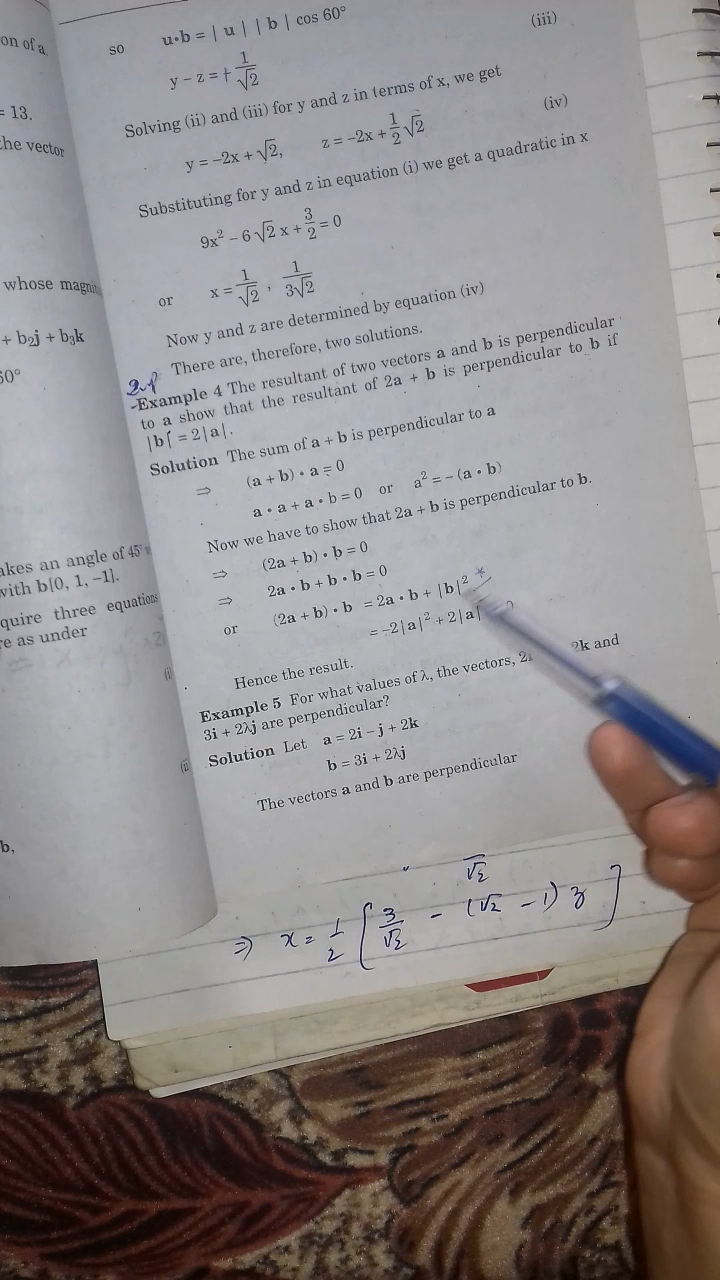 on of a
= 13.
the vector
whose magni
+ b₂j + b₃k
60°
akes an angle of 45°
with b[0, 1, −1].
quire three equations
re as under
(i)
(ii)
b,
so u•b = | u | | b | cos 60°
y − z = + 1/√2 (iii)
Solving (ii) and (iii) for y and z in terms of x, we get
y = −2x + √2, z = −2x + 1/2 √2 (iv)
Substituting for y and z in equation (i) we get a quadratic in x
9x² − 6√2 x + 3/2 = 0
or x = 1/√2 , 1/3√2
Now y and z are determined by equation (iv)
There are, therefore, two solutions.
Example 4 The resultant of two vectors a and b is perpendicular
to a show that the resultant of 2a + b is perpendicular to b if
|b| = 2|a|.
Solution The sum of a + b is perpendicular to a
⇒ (a + b) • a = 0
a • a + a • b = 0 or a² = − (a • b)
Now we have to show that 2a + b is perpendicular to b.
⇒ (2a + b) • b = 0
⇒ 2a • b + b • b = 0
or (2a + b) • b = 2a • b + |b|² *
= −2|a|² + 2|a|
Hence the result.
Example 5 For what values of λ, the vectors, 2k and
3i + 2λj are perpendicular?
Solution Let a = 2i − j + 2k
b = 3i + 2λj
The vectors a and b are perpendicular
√2
⇒ x = 1/2 [ 3/√2 − (√2 − 1) z ]